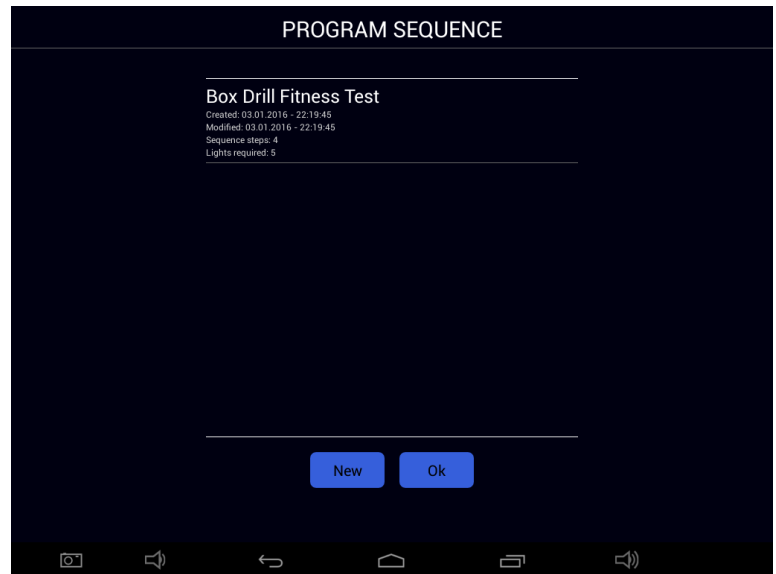 PROGRAM SEQUENCE
Box Drill Fitness Test
Created: 03.01.2016 - 22:19:45
Modified: 03.01.2016 - 22:19:45
Sequence steps: 4
Lights required: 5
New
Ok